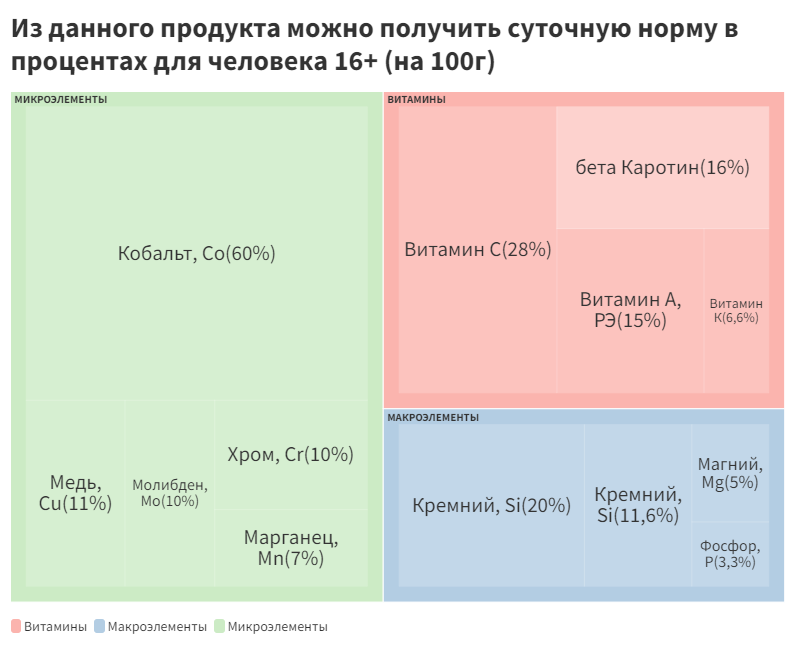 Из данного продукта можно получить суточную норму в
процентах для человека 16+ (на 100г)
МИКРОЭЛЕМЕНТЫ
Кобальт, Co(60%)
Медь,
Cu(11%)
Молибден,
Mo(10%)
Хром, Cr(10%)
Марганец,
Mn(7%)
ВИТАМИНЫ
Витамин C(28%)
бета Каротин(16%)
Витамин А,
РЭ(15%)
Витамин
К(6,6%)
МАКРОЭЛЕМЕНТЫ
Кремний, Si(20%)
Кремний,
Si(11,6%)
Магний,
Mg(5%)
Фосфор,
P(3,3%)
Витамины
Макроэлементы
Микроэлементы